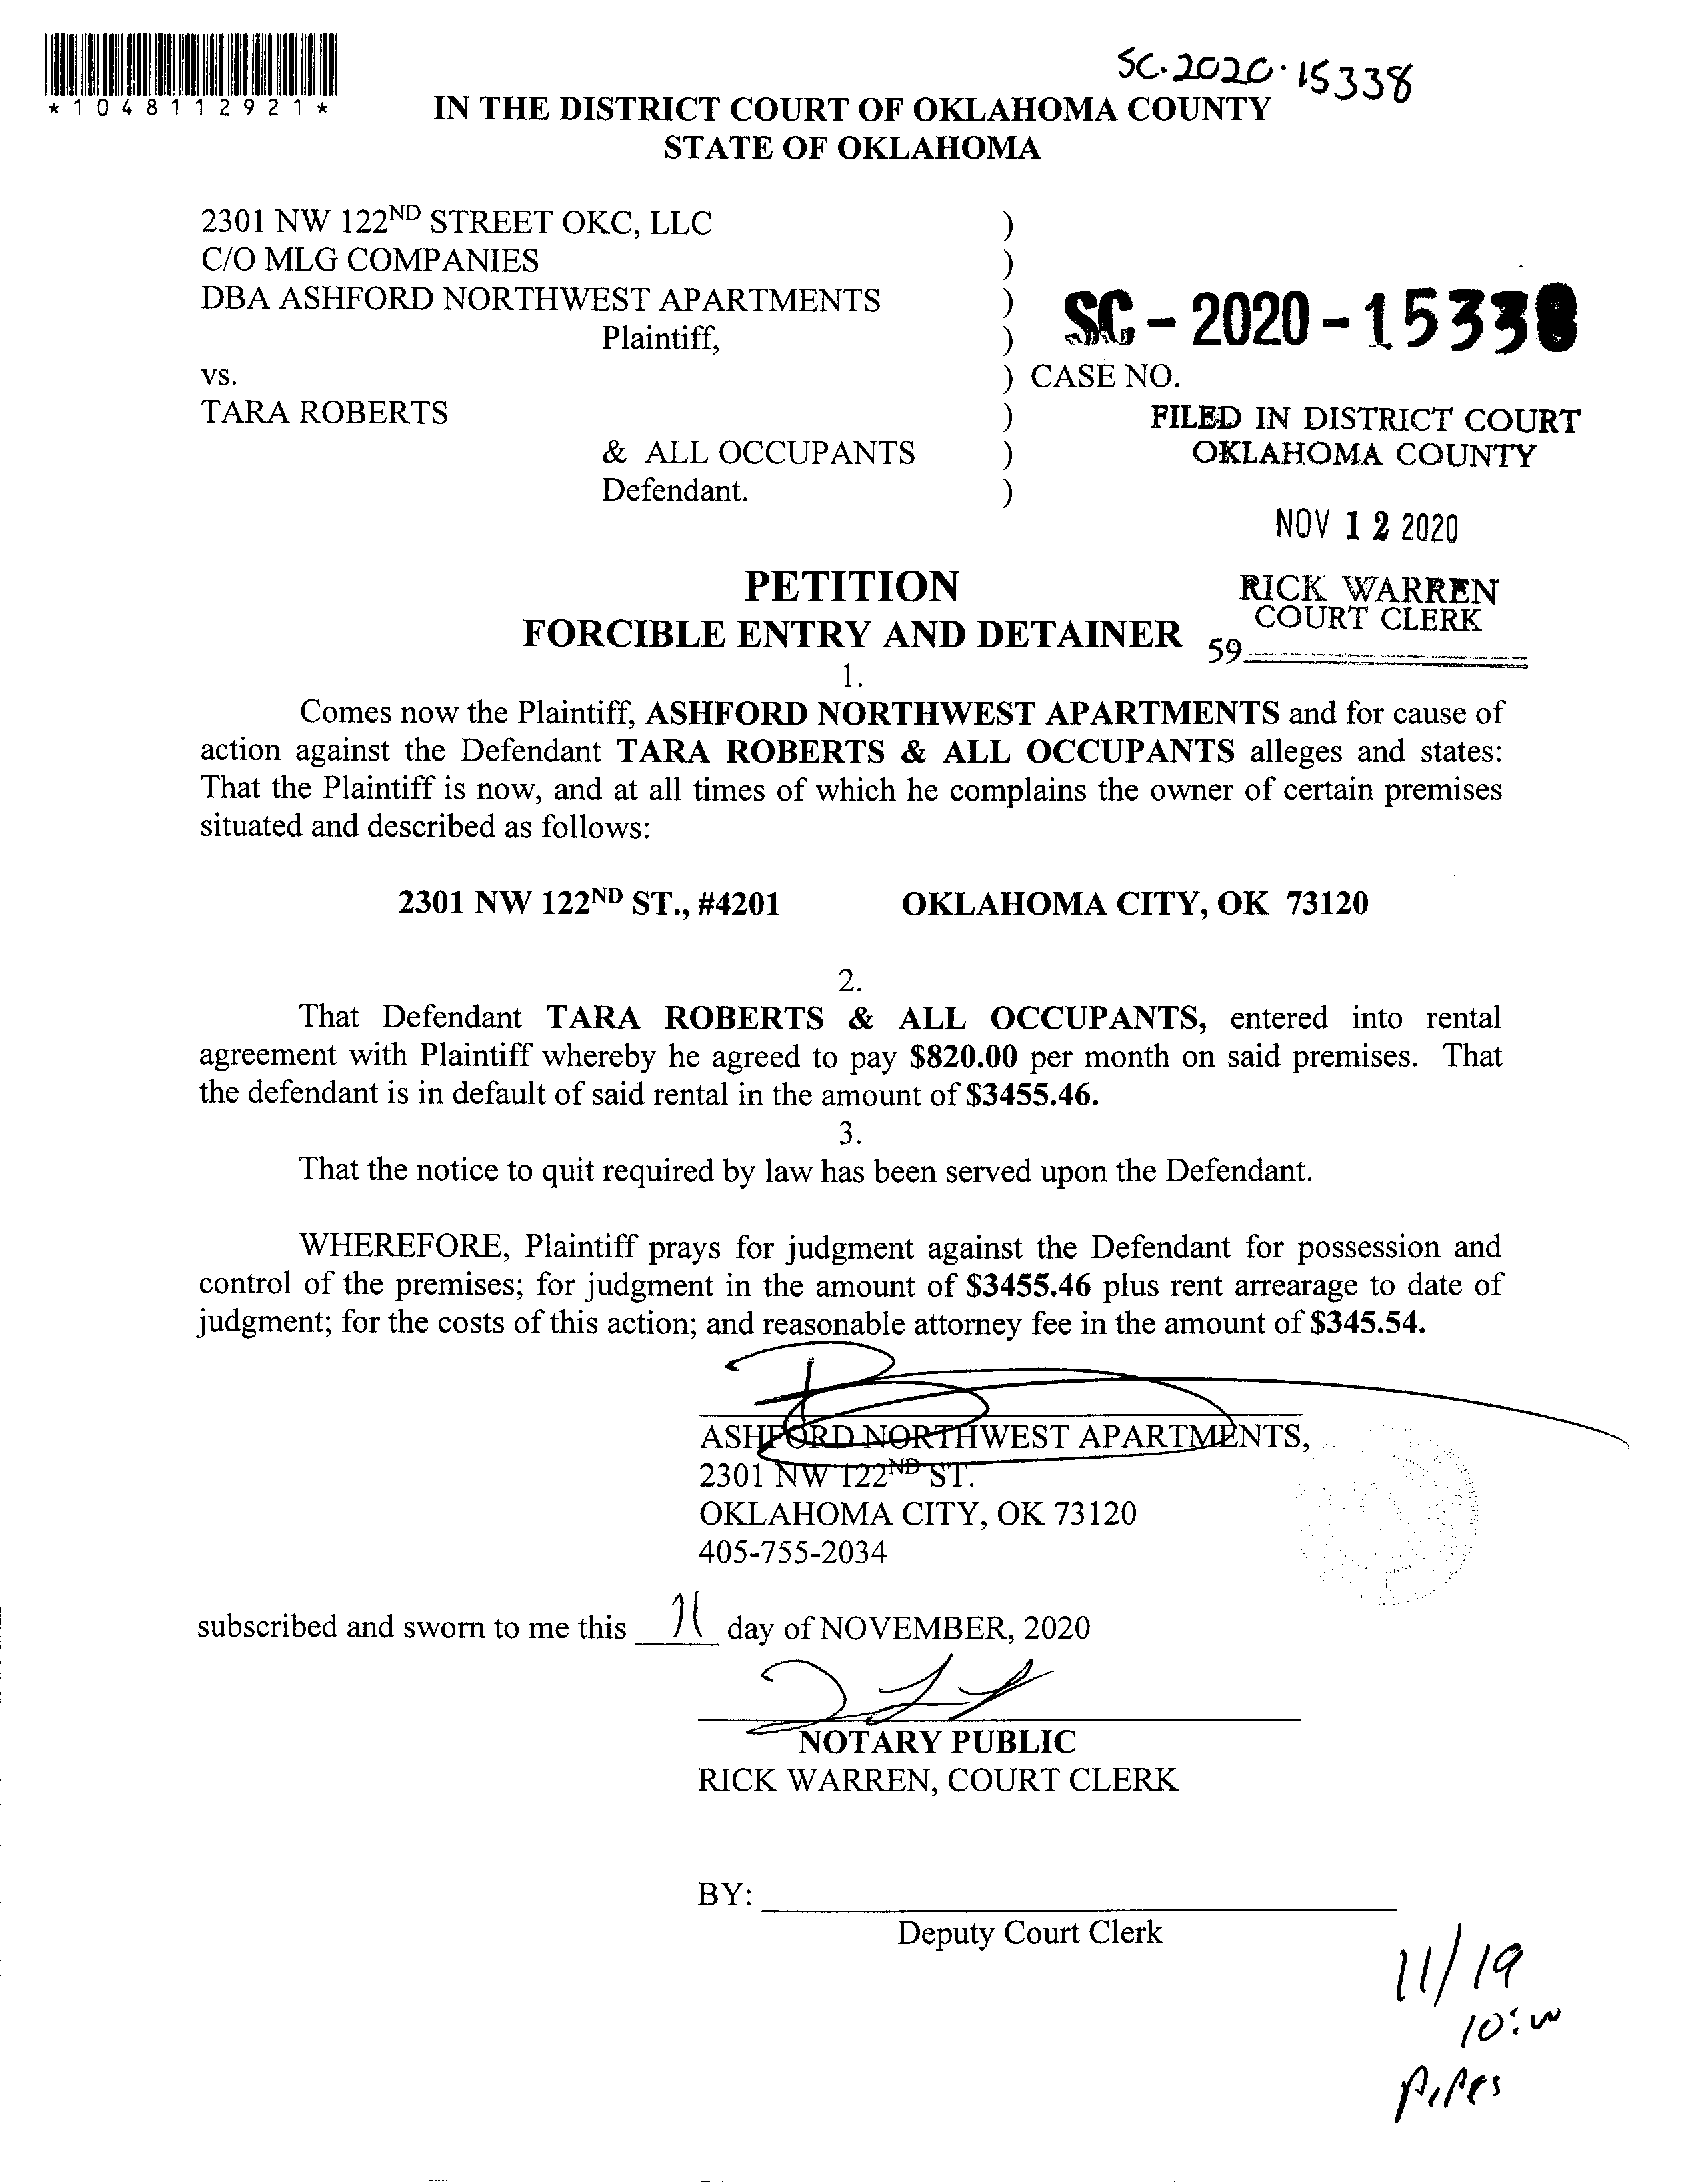 SC-2020-15338
*1048112921*
IN THE DISTRICT COURT OF OKLAHOMA COUNTY
STATE OF OKLAHOMA
2301 NW 122ND STREET OKC, LLC )
C/O MLG COMPANIES )
DBA ASHFORD NORTHWEST APARTMENTS )
Plaintiff, ) SC-2020-15338
vs. ) CASE NO.
TARA ROBERTS ) FILED IN DISTRICT COURT
& ALL OCCUPANTS ) OKLAHOMA COUNTY
Defendant. )
NOV 12 2020
PETITION
RICK WARREN
COURT CLERK
FORCIBLE ENTRY AND DETAINER
59
1.
Comes now the Plaintiff, ASHFORD NORTHWEST APARTMENTS and for cause of
action against the Defendant TARA ROBERTS & ALL OCCUPANTS alleges and states:
That the Plaintiff is now, and at all times of which he complains the owner of certain premises
situated and described as follows:
2301 NW 122ND ST., #4201 OKLAHOMA CITY, OK 73120
2.
That Defendant TARA ROBERTS & ALL OCCUPANTS, entered into rental
agreement with Plaintiff whereby he agreed to pay $820.00 per month on said premises. That
the defendant is in default of said rental in the amount of $3455.46.
3.
That the notice to quit required by law has been served upon the Defendant.
WHEREFORE, Plaintiff prays for judgment against the Defendant for possession and
control of the premises; for judgment in the amount of $3455.46 plus rent arrearage to date of
judgment; for the costs of this action; and reasonable attorney fee in the amount of $345.54.
ASHFORD NORTHWEST APARTMENTS,
2301 NW 122ND ST.
OKLAHOMA CITY, OK 73120
405-755-2034
subscribed and sworn to me this 11 day of NOVEMBER, 2020
NOTARY PUBLIC
RICK WARREN, COURT CLERK
BY:
Deputy Court Clerk
11/19
Pipes